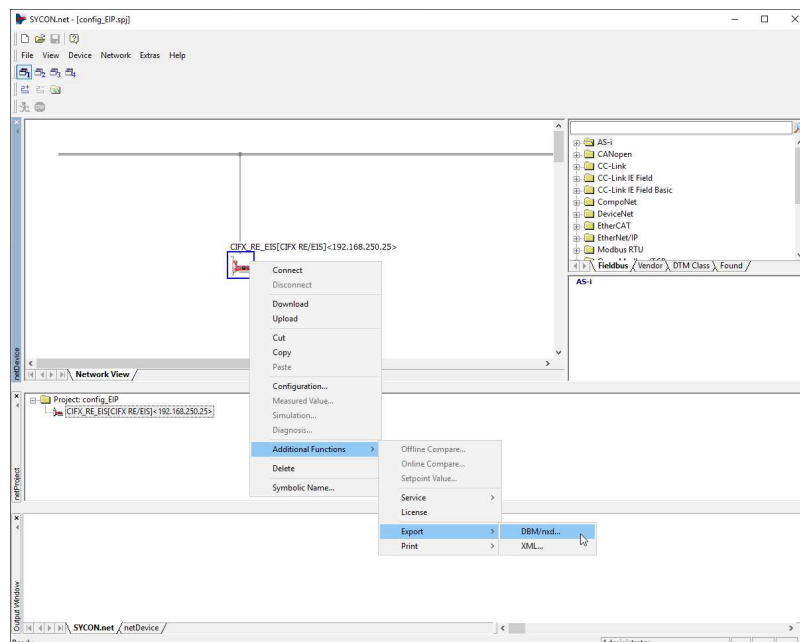 SYCON.net - [config_EIP.spj]
File View Device Network Extras Help
CIFX_RE_EIS[CIFX RE/EIS]<192.168.250.25>
Connect
Disconnect
Download
Upload
Cut
Copy
Paste
Configuration...
Measured Value...
Simulation...
Diagnosis...
Additional Functions
Delete
Symbolic Name...
Offline Compare...
Online Compare...
Setpoint Value...
Service
License
Export
Print
DBM/nxd...
XML...
AS-i
CANopen
CC-Link
CC-Link IE Field
CC-Link IE Field Basic
CompoNet
DeviceNet
EtherCAT
EtherNet/IP
Modbus RTU
Fieldbus
Vendor
DTM Class
Found
AS-i
netDevice
Network View
Project: config_EIP
CIFX_RE_EIS[CIFX RE/EIS]<192.168.250.25>
netProject
Output Window
SYCON.net
netDevice